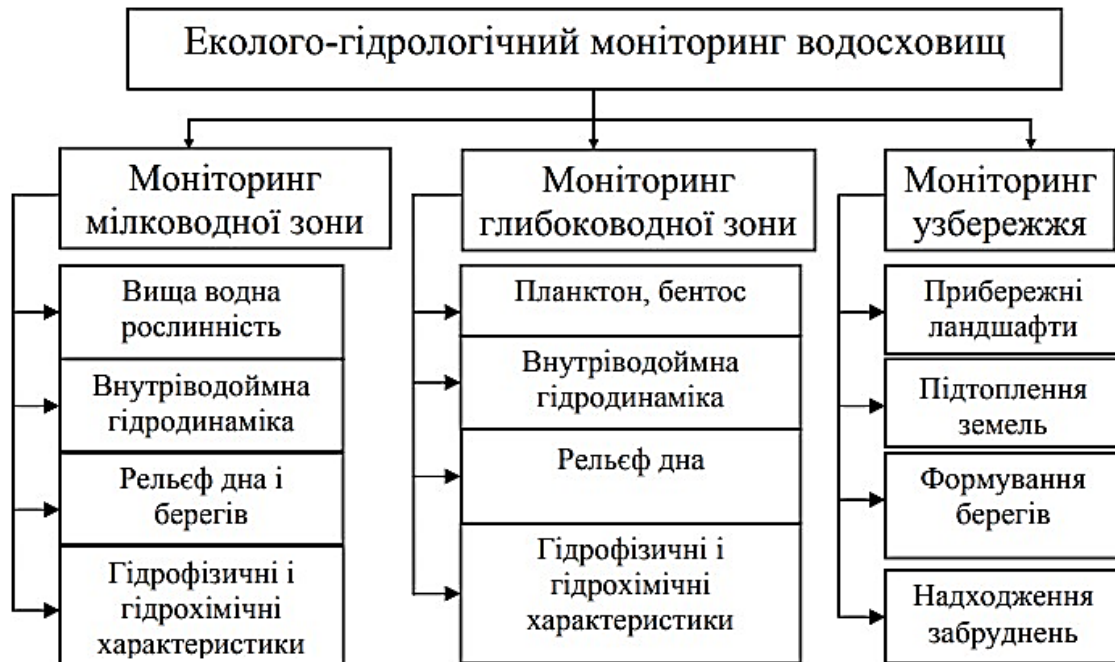 Еколого-гідрологічний моніторинг водосховищ
Моніторинг
мілководної зони
Вища водна
рослинність
Внутріводоймна
гідродинаміка
Рельєф дна і
берегів
Гідрофізичні і
гідрохімічні
характеристики
Моніторинг
глибоководної зони
Планктон, бентос
Внутріводоймна
гідродинаміка
Рельєф дна
Гідрофізичні і
гідрохімічні
характеристики
Моніторинг
узбережжя
Прибережні
ландшафти
Підтоплення
земель
Формування
берегів
Надходження
забруднень